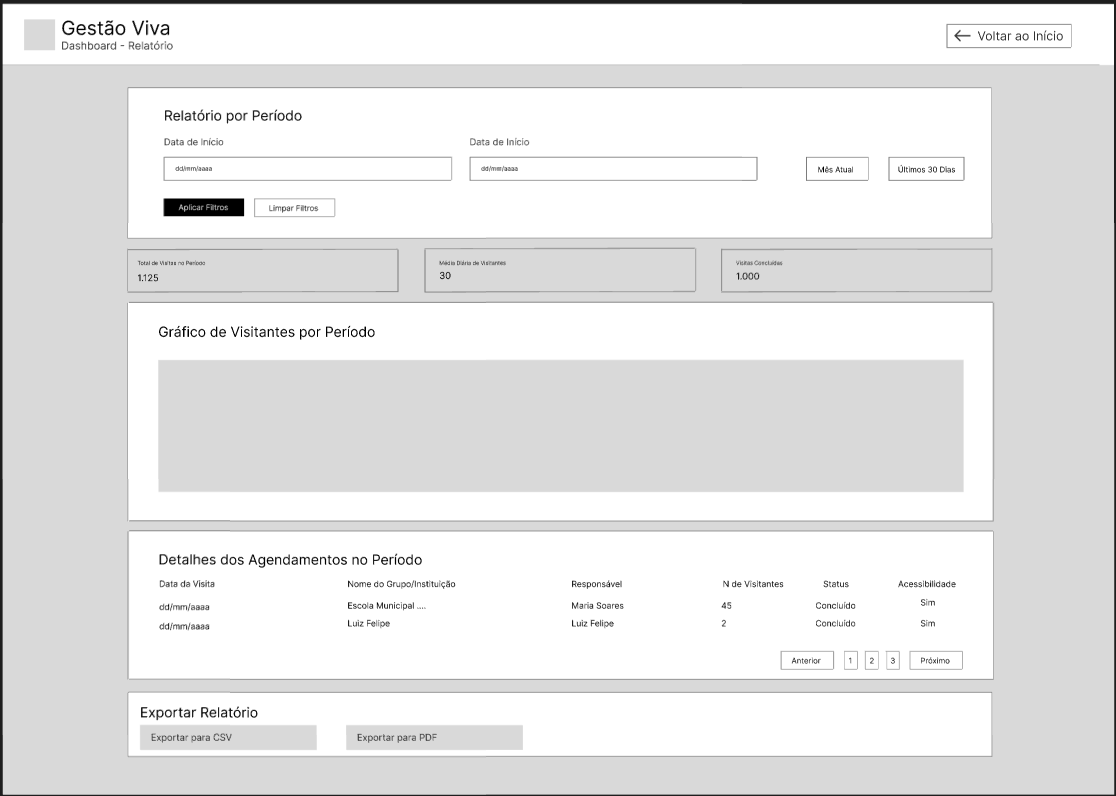 Gestão Viva
Dashboard - Relatório
Voltar ao Início
Relatório por Período
Data de Início
Data de Início
dd/mm/aaaa
dd/mm/aaaa
Mês Atual
Últimos 30 Dias
Aplicar Filtros
Limpar Filtros
Total de Visitas no Período
1.125
Média Diária de Visitantes
30
Visitas Concluídas
1.000
Gráfico de Visitantes por Período
Detalhes dos Agendamentos no Período
Data da Visita Nome do Grupo/Instituição Responsável N de Visitantes Status Acessibilidade
dd/mm/aaaa Escola Municipal .... Maria Soares 45 Concluído Sim
dd/mm/aaaa Luiz Felipe Luiz Felipe 2 Concluído Sim
Anterior 1 2 3 Próximo
Exportar Relatório
Exportar para CSV
Exportar para PDF